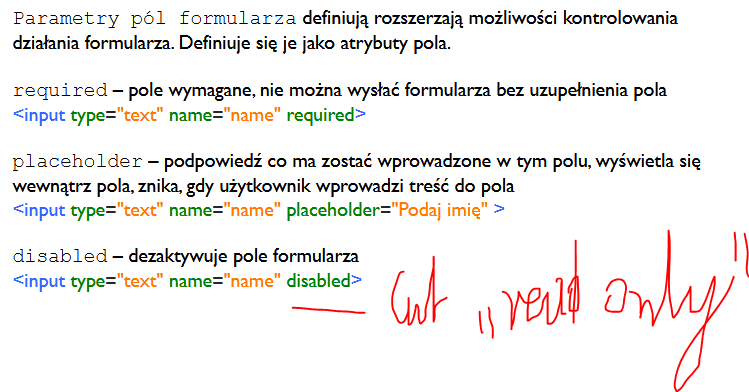 Parametry pól formularza definiują rozszerzają możliwości kontrolowania
działania formularza. Definiuje się je jako atrybuty pola.
required – pole wymagane, nie można wysłać formularza bez uzupełnienia pola
<input type="text" name="name" required>
placeholder – podpowiedź co ma zostać wprowadzone w tym polu, wyświetla się
wewnątrz pola, znika, gdy użytkownik wprowadzi treść do pola
<input type="text" name="name" placeholder="Podaj imię" >
disabled – dezaktywuje pole formularza
<input type="text" name="name" disabled>
„read only"